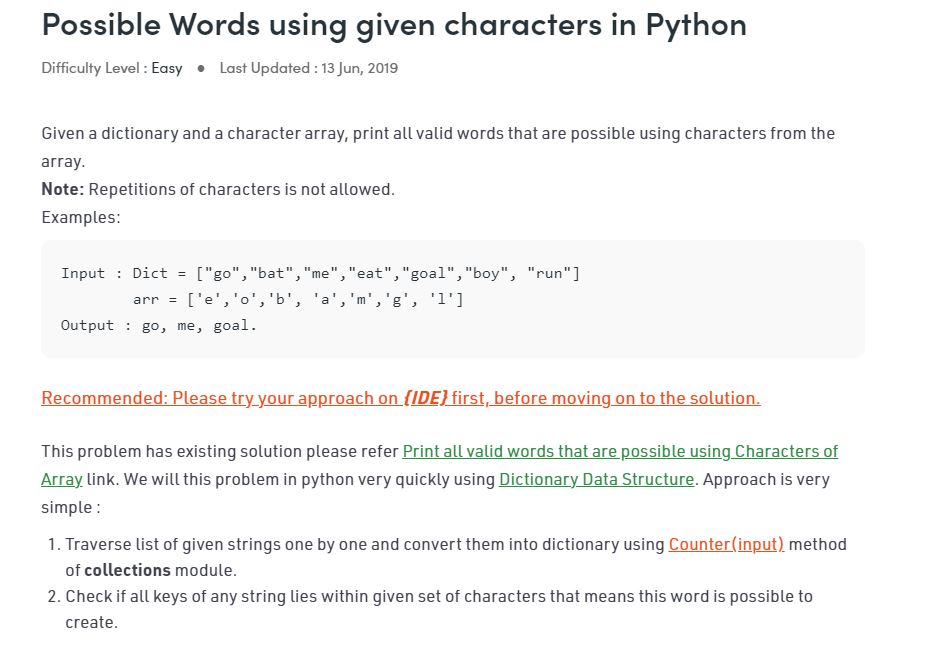 Possible Words using given characters in Python
Difficulty Level : Easy ● Last Updated : 13 Jun, 2019
Given a dictionary and a character array, print all valid words that are possible using characters from the
array.
Note: Repetitions of characters is not allowed.
Examples:
Input : Dict = ["go","bat","me","eat","goal","boy", "run"]
        arr = ['e','o','b', 'a','m','g', 'l']
Output : go, me, goal.
Recommended: Please try your approach on {IDE} first, before moving on to the solution.
This problem has existing solution please refer Print all valid words that are possible using Characters of
Array link. We will this problem in python very quickly using Dictionary Data Structure. Approach is very
simple :
1. Traverse list of given strings one by one and convert them into dictionary using Counter(input) method
of collections module.
2. Check if all keys of any string lies within given set of characters that means this word is possible to
create.